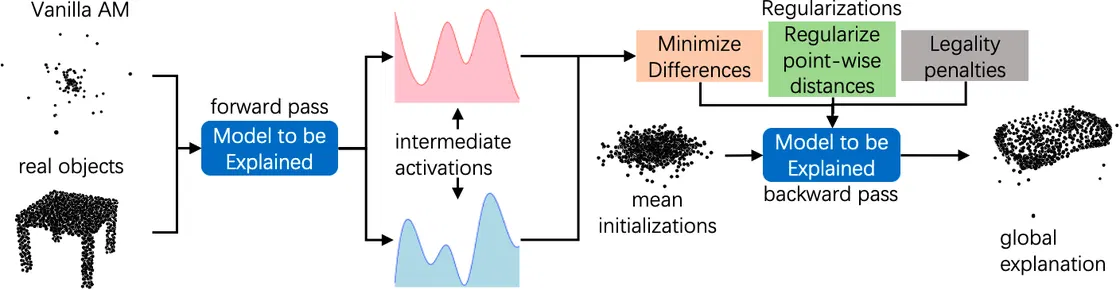 Vanilla AM
real objects
forward pass
Model to be
Explained
intermediate
activations
Regularizations
Minimize
Differences
Regularize
point-wise
distances
Legality
penalties
mean
initializations
Model to be
Explained
backward pass
global
explanation